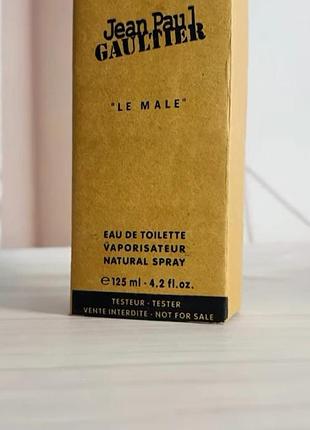 Jean Paul
GAULTIER
"LE MALE"
EAU DE TOILETTE
VAPORISATEUR
NATURAL SPRAY
℮125 ml - 4.2 fl.oz.
TESTEUR - TESTER
VENTE INTERDITE - NOT FOR SALE